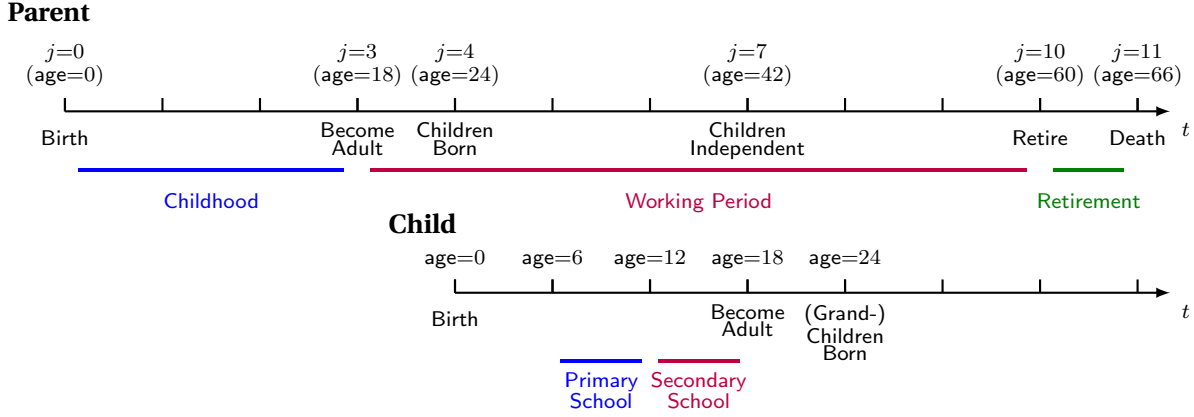 Parent
j=0 j=3 j=4 j=7 j=10 j=11
(age=0) (age=18) (age=24) (age=42) (age=60) (age=66)
t
Birth Become Adult Children Born Children Independent Retire Death
Childhood Working Period Retirement
Child
age=0 age=6 age=12 age=18 age=24
t
Birth Become Adult (Grand-) Children Born
Primary School Secondary School